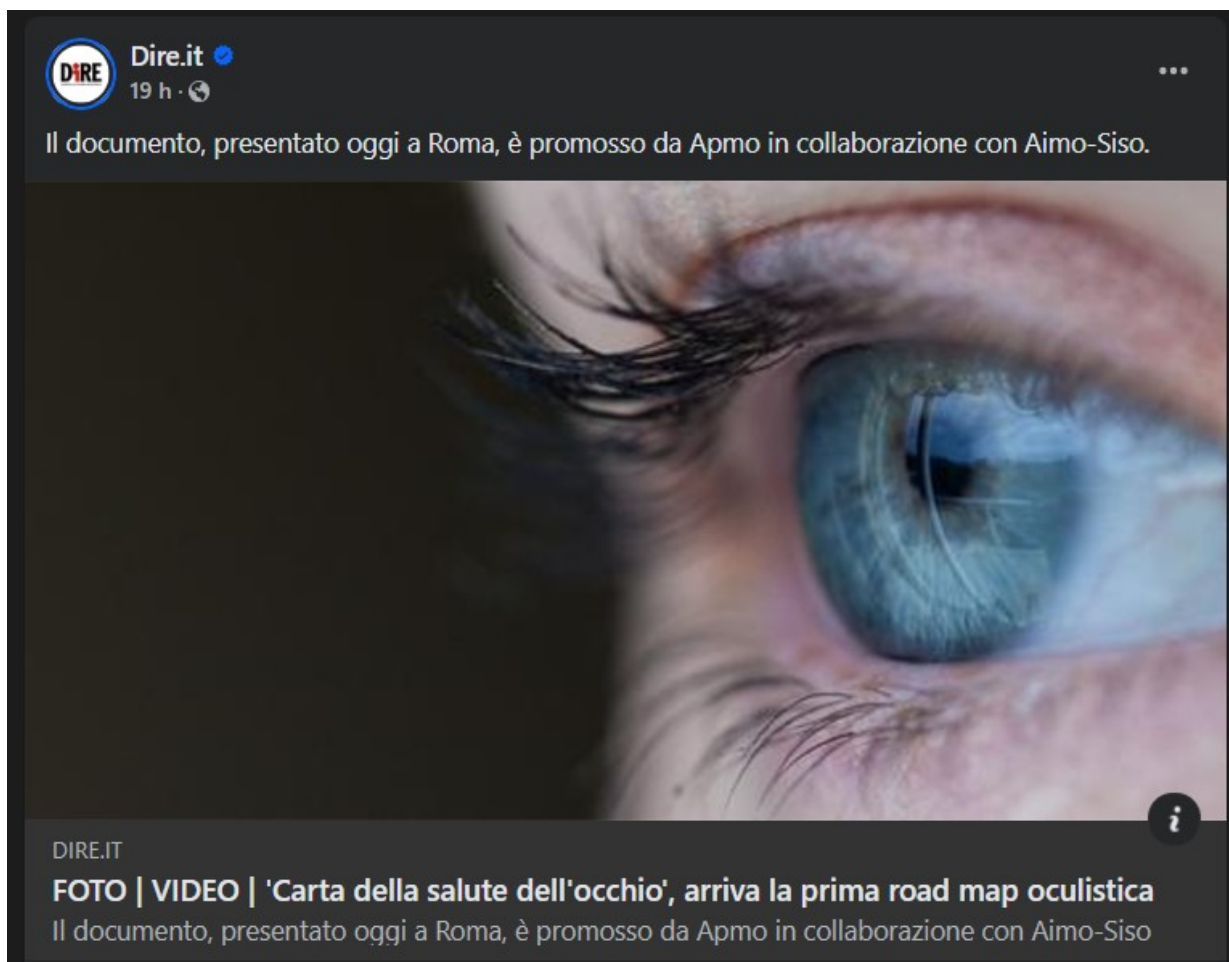 DiRE
Dire.it
19 h ·
Il documento, presentato oggi a Roma, è promosso da Apmo in collaborazione con Aimo-Siso.
DIRE.IT
FOTO | VIDEO | 'Carta della salute dell'occhio', arriva la prima road map oculistica
Il documento, presentato oggi a Roma, è promosso da Apmo in collaborazione con Aimo-Siso